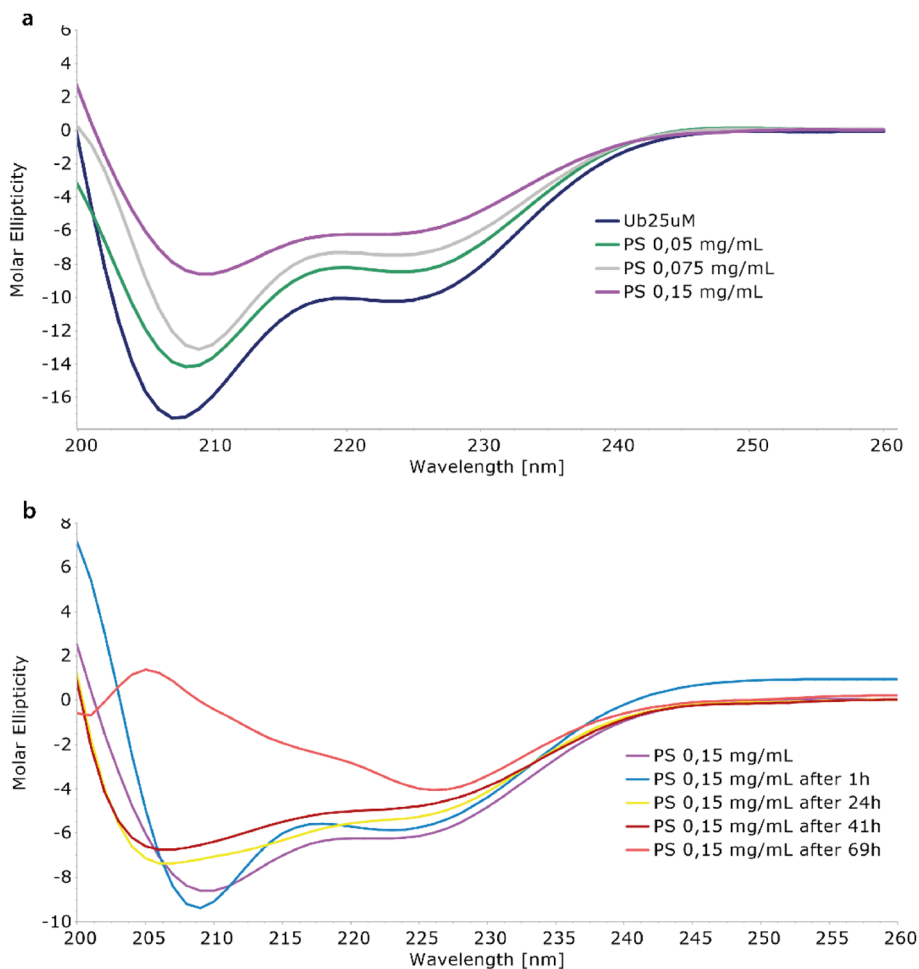 a
6
4
2
0
-2
-4
-6
-8
-10
-12
-14
-16
Molar Ellipticity
Ub25uM
PS 0,05 mg/mL
PS 0,075 mg/mL
PS 0,15 mg/mL
200 210 220 230 240 250 260
Wavelength [nm]
b
8
6
4
2
0
-2
-4
-6
-8
-10
Molar Ellipticity
PS 0,15 mg/mL
PS 0,15 mg/mL after 1h
PS 0,15 mg/mL after 24h
PS 0,15 mg/mL after 41h
PS 0,15 mg/mL after 69h
200 205 210 215 220 225 230 235 240 245 250 255 260
Wavelength [nm]